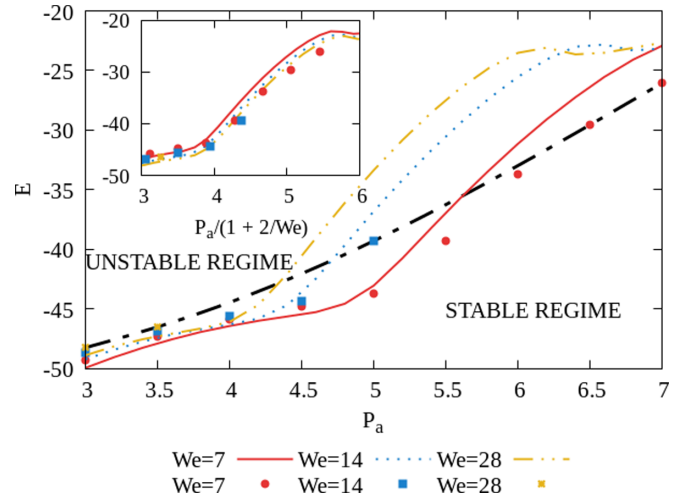 -20
-25
-30
-35
-40
-45
-50
E
-20
-30
-40
-50
3 4 5 6
Pa/(1 + 2/We)
UNSTABLE REGIME
STABLE REGIME
3 3.5 4 4.5 5 5.5 6 6.5 7
Pa
We=7 We=14 We=28
We=7 We=14 We=28